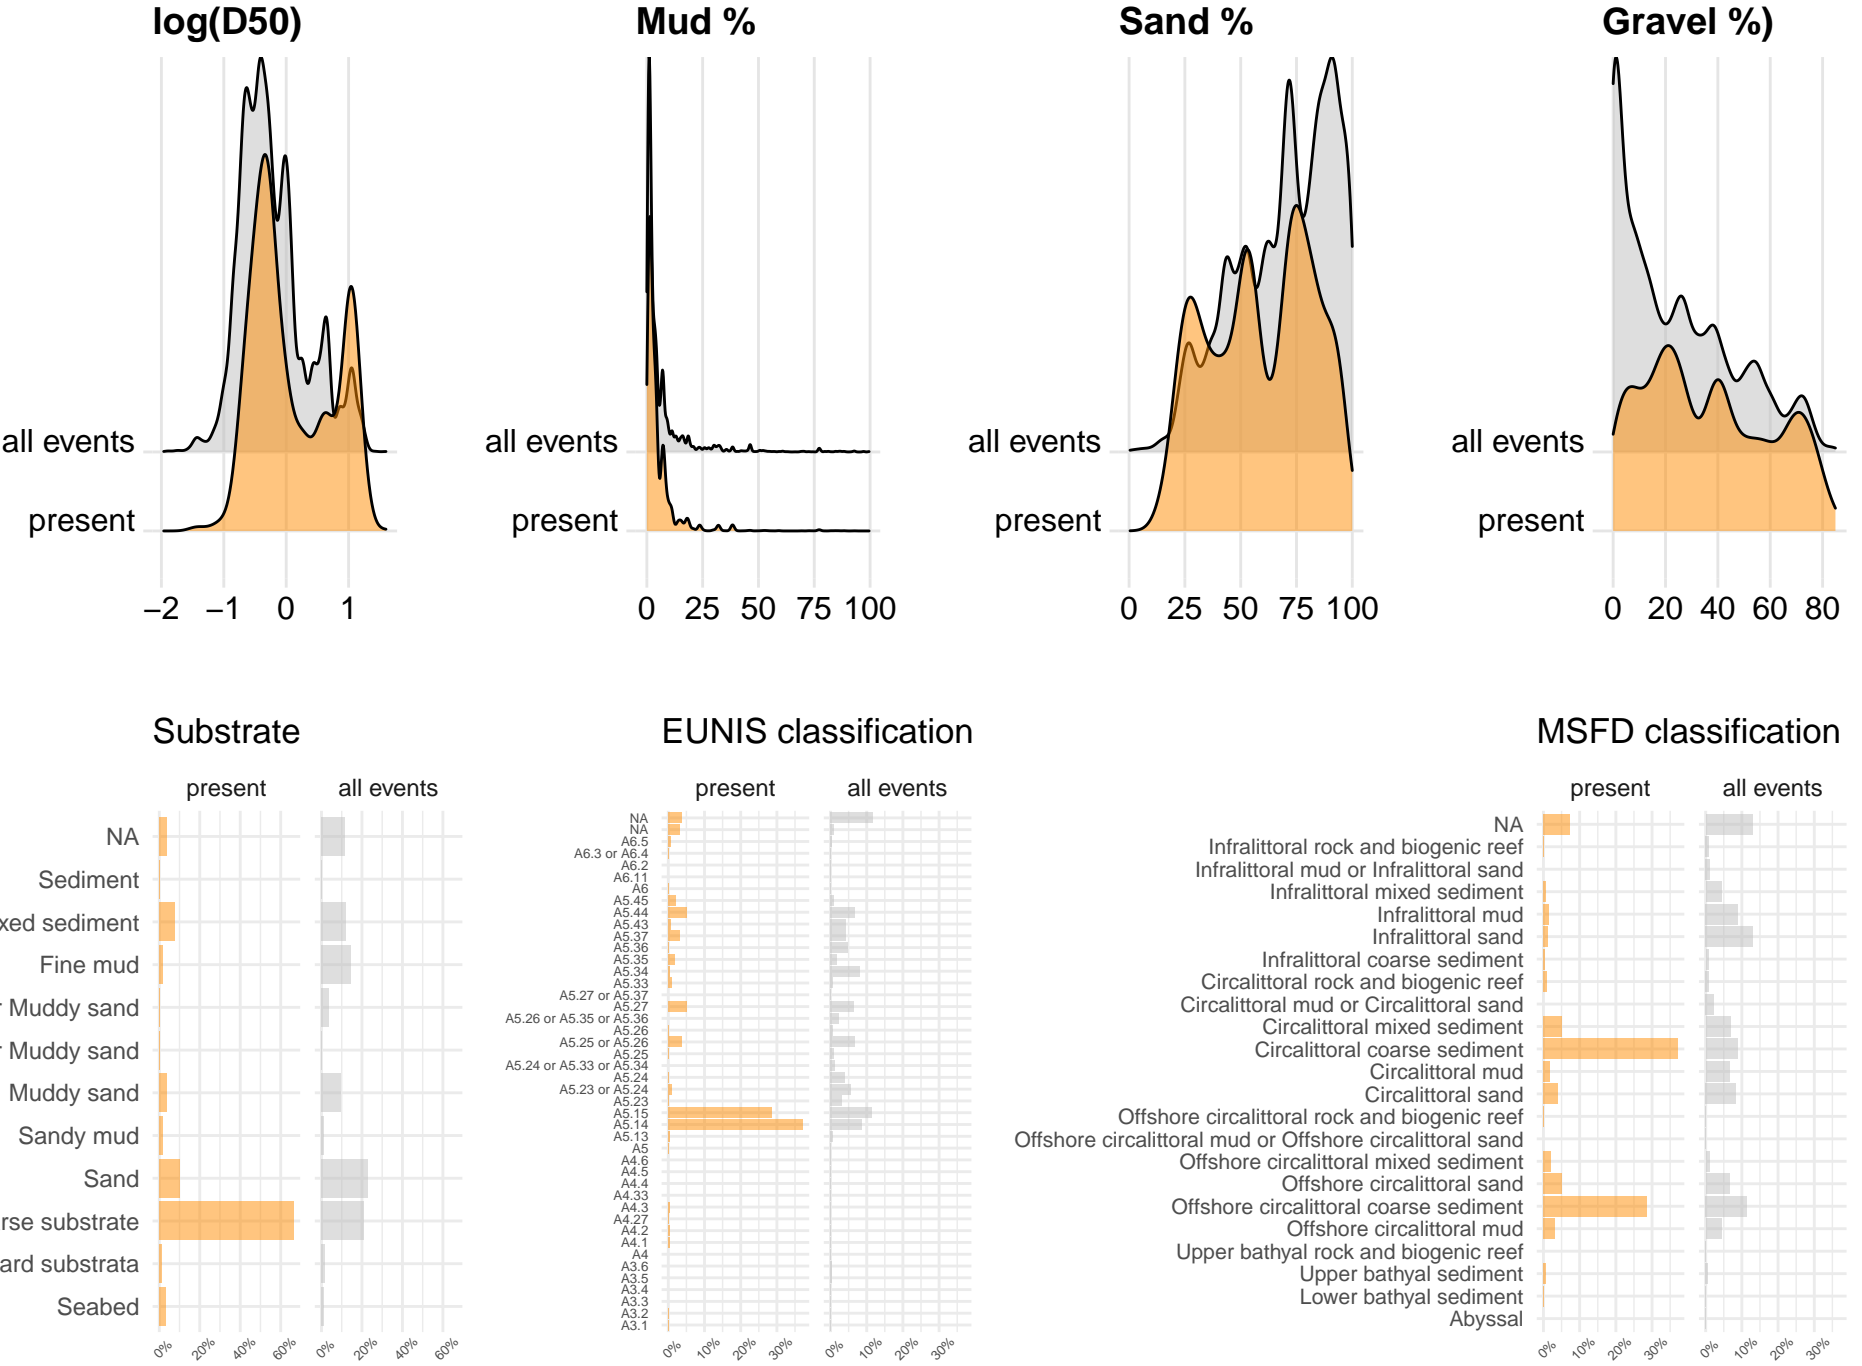 log(D50)
Mud %
Sand %
Gravel %)
all events
present
−2 −1 0 1
all events
present
0 25 50 75 100
all events
present
0 25 50 75 100
all events
present
0 20 40 60 80
Substrate
present all events
NA
Sediment
xed sediment
Fine mud
r Muddy sand
r Muddy sand
Muddy sand
Sandy mud
Sand
rse substrate
ard substrata
Seabed
0% 20% 40% 60% 0% 20% 40% 60%
EUNIS classification
present all events
NA
NA
A6.5
A6.3 or A6.4
A6.2
A6.11
A6
A5.45
A5.44
A5.43
A5.37
A5.36
A5.35
A5.34
A5.33
A5.27 or A5.37
A5.27
A5.26 or A5.35 or A5.36
A5.26
A5.25 or A5.26
A5.25
A5.24 or A5.33 or A5.34
A5.24
A5.23 or A5.24
A5.23
A5.15
A5.14
A5.13
A5
A4.6
A4.5
A4.4
A4.33
A4.3
A4.27
A4.2
A4.1
A4
A3.6
A3.5
A3.4
A3.3
A3.2
A3.1
0% 10% 20% 30% 0% 10% 20% 30%
MSFD classification
present all events
NA
Infralittoral rock and biogenic reef
Infralittoral mud or Infralittoral sand
Infralittoral mixed sediment
Infralittoral mud
Infralittoral sand
Infralittoral coarse sediment
Circalittoral rock and biogenic reef
Circalittoral mud or Circalittoral sand
Circalittoral mixed sediment
Circalittoral coarse sediment
Circalittoral mud
Circalittoral sand
Offshore circalittoral rock and biogenic reef
Offshore circalittoral mud or Offshore circalittoral sand
Offshore circalittoral mixed sediment
Offshore circalittoral sand
Offshore circalittoral coarse sediment
Offshore circalittoral mud
Upper bathyal rock and biogenic reef
Upper bathyal sediment
Lower bathyal sediment
Abyssal
0% 10% 20% 30% 0% 10% 20% 30%